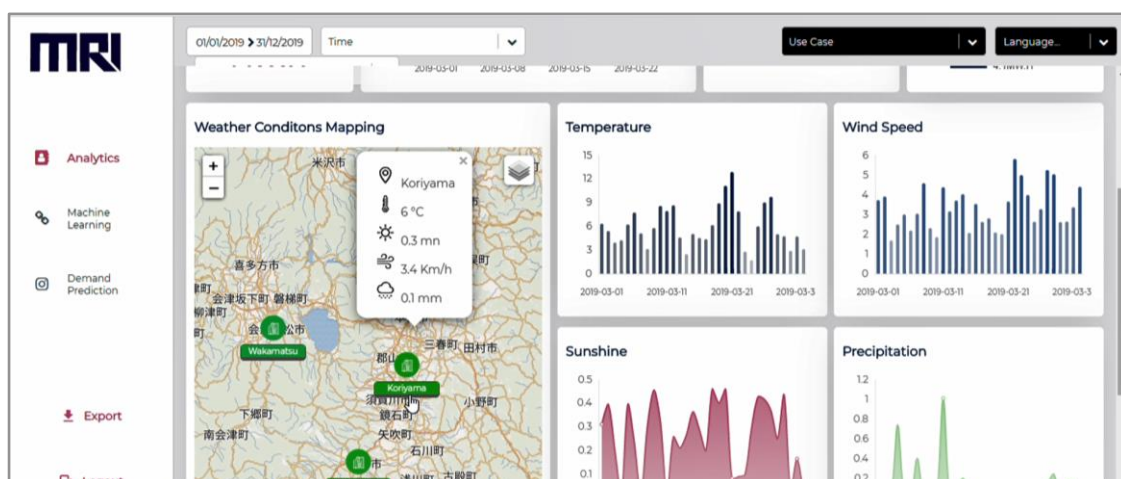 MRI
01/01/2019 > 31/12/2019
Time
Use Case
Language...
2019-03-01 2019-03-08 2019-03-15 2019-03-22
Analytics
Machine
Learning
Demand
Prediction
Export
Weather Conditons Mapping
+
−
米沢市
喜多方市
会津坂下町 磐梯町
柳津町
Wakamatsu
三春町 田村市
Koriyama
小野町
鏡石町
下郷町
矢吹町
南会津町
石川町
古殿町
×
Koriyama
6 °C
0.3 mn
3.4 Km/h
0.1 mm
Temperature
15
12
9
6
3
0
2019-03-01 2019-03-11 2019-03-21 2019-03-3
Wind Speed
6
5
4
3
2
1
0
2019-03-01 2019-03-11 2019-03-21 2019-03-3
Sunshine
0.5
0.4
0.3
0.2
0.1
Precipitation
1.2
1
0.8
0.6
0.4
0.2